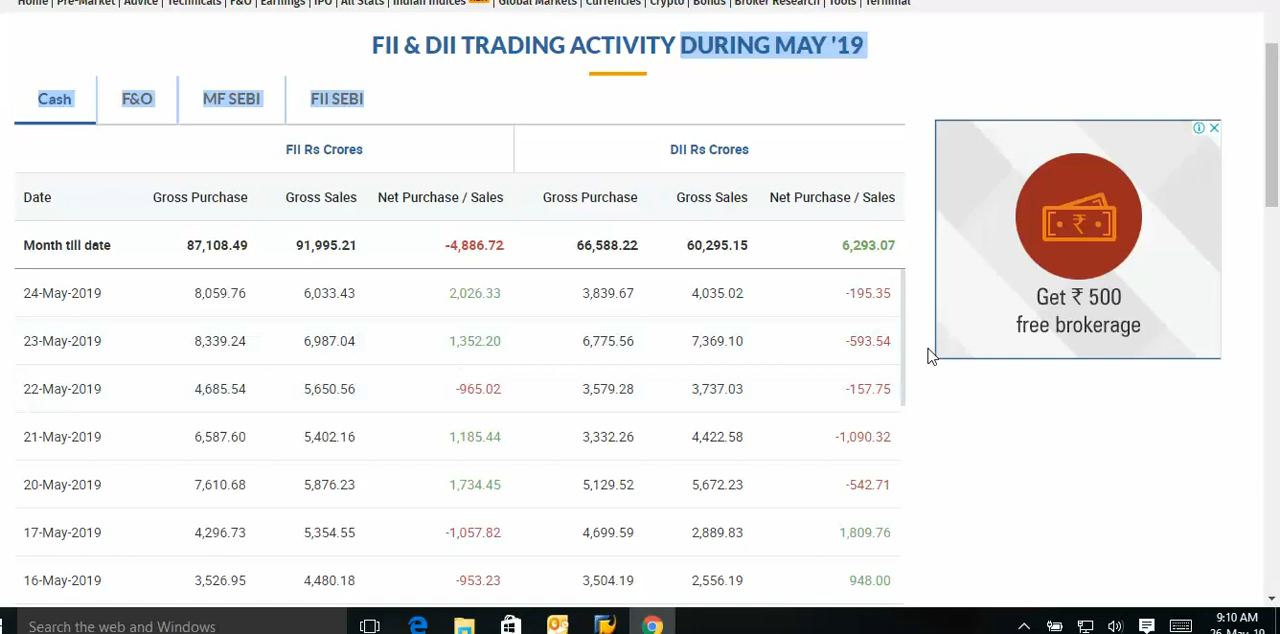 Home | Pre-Market | Advice | Technicals | F&O | Earnings | IPO | All Stats | Indian Indices | Global Markets | Currencies | Crypto | Bonds | Broker Research | Tools | Terminal
FII & DII TRADING ACTIVITY DURING MAY '19
Cash F&O MF SEBI FII SEBI
FII Rs Crores DII Rs Crores
Date Gross Purchase Gross Sales Net Purchase / Sales Gross Purchase Gross Sales Net Purchase / Sales
Month till date 87,108.49 91,995.21 -4,886.72 66,588.22 60,295.15 6,293.07
24-May-2019 8,059.76 6,033.43 2,026.33 3,839.67 4,035.02 -195.35
23-May-2019 8,339.24 6,987.04 1,352.20 6,775.56 7,369.10 -593.54
22-May-2019 4,685.54 5,650.56 -965.02 3,579.28 3,737.03 -157.75
21-May-2019 6,587.60 5,402.16 1,185.44 3,332.26 4,422.58 -1,090.32
20-May-2019 7,610.68 5,876.23 1,734.45 5,129.52 5,672.23 -542.71
17-May-2019 4,296.73 5,354.55 -1,057.82 4,699.59 2,889.83 1,809.76
16-May-2019 3,526.95 4,480.18 -953.23 3,504.19 2,556.19 948.00
Get ₹ 500
free brokerage
Search the web and Windows
9:10 AM
26-May-19